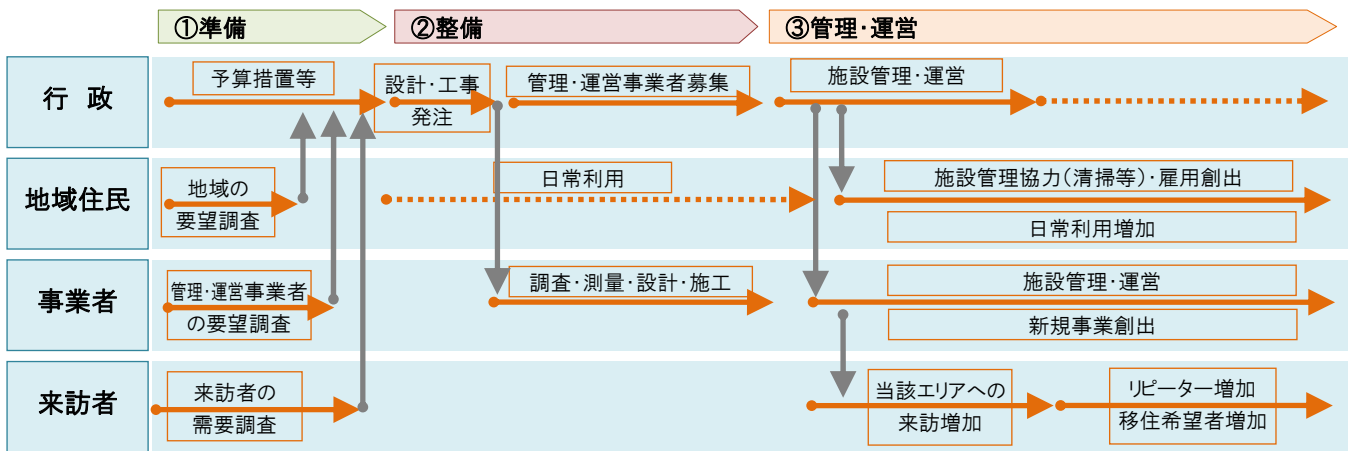 ①準備
②整備
③管理・運営
行 政
予算措置等
設計・工事
発注
管理・運営事業者募集
施設管理・運営
地域住民
地域の
要望調査
日常利用
施設管理協力(清掃等)・雇用創出
日常利用増加
事業者
管理・運営事業者
の要望調査
調査・測量・設計・施工
施設管理・運営
新規事業創出
来訪者
来訪者の
需要調査
当該エリアへの
来訪増加
リピーター増加
移住希望者増加